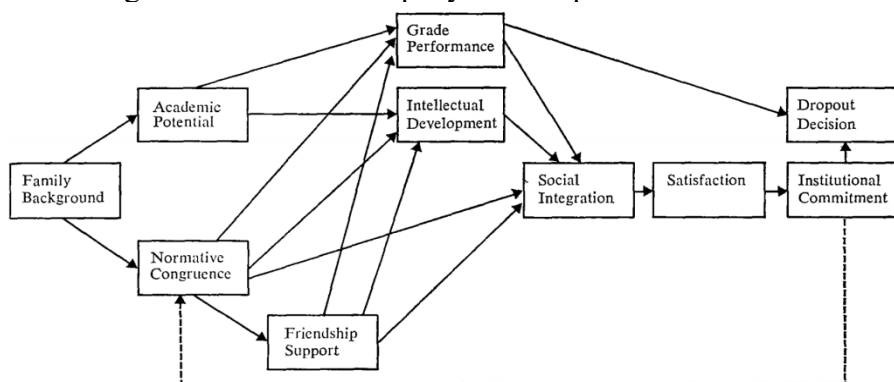 Grade
Performance
Academic
Potential
Intellectual
Development
Dropout
Decision
Family
Background
Social
Integration
Satisfaction
Institutional
Commitment
Normative
Congruence
Friendship
Support